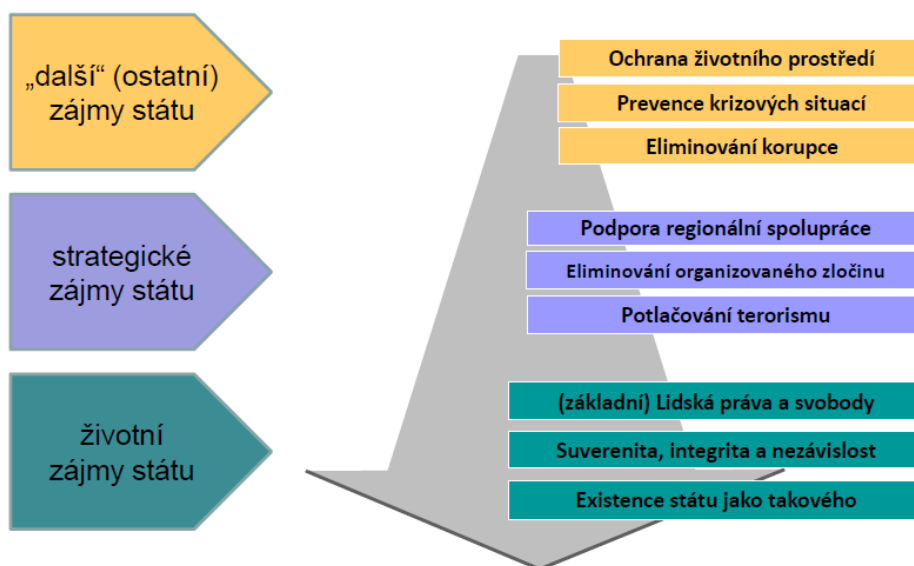 „další" (ostatní)
zájmy státu
Ochrana životního prostředí
Prevence krizových situací
Eliminování korupce
strategické
zájmy státu
Podpora regionální spolupráce
Eliminování organizovaného zločinu
Potlačování terorismu
životní
zájmy státu
(základní) Lidská práva a svobody
Suverenita, integrita a nezávislost
Existence státu jako takového